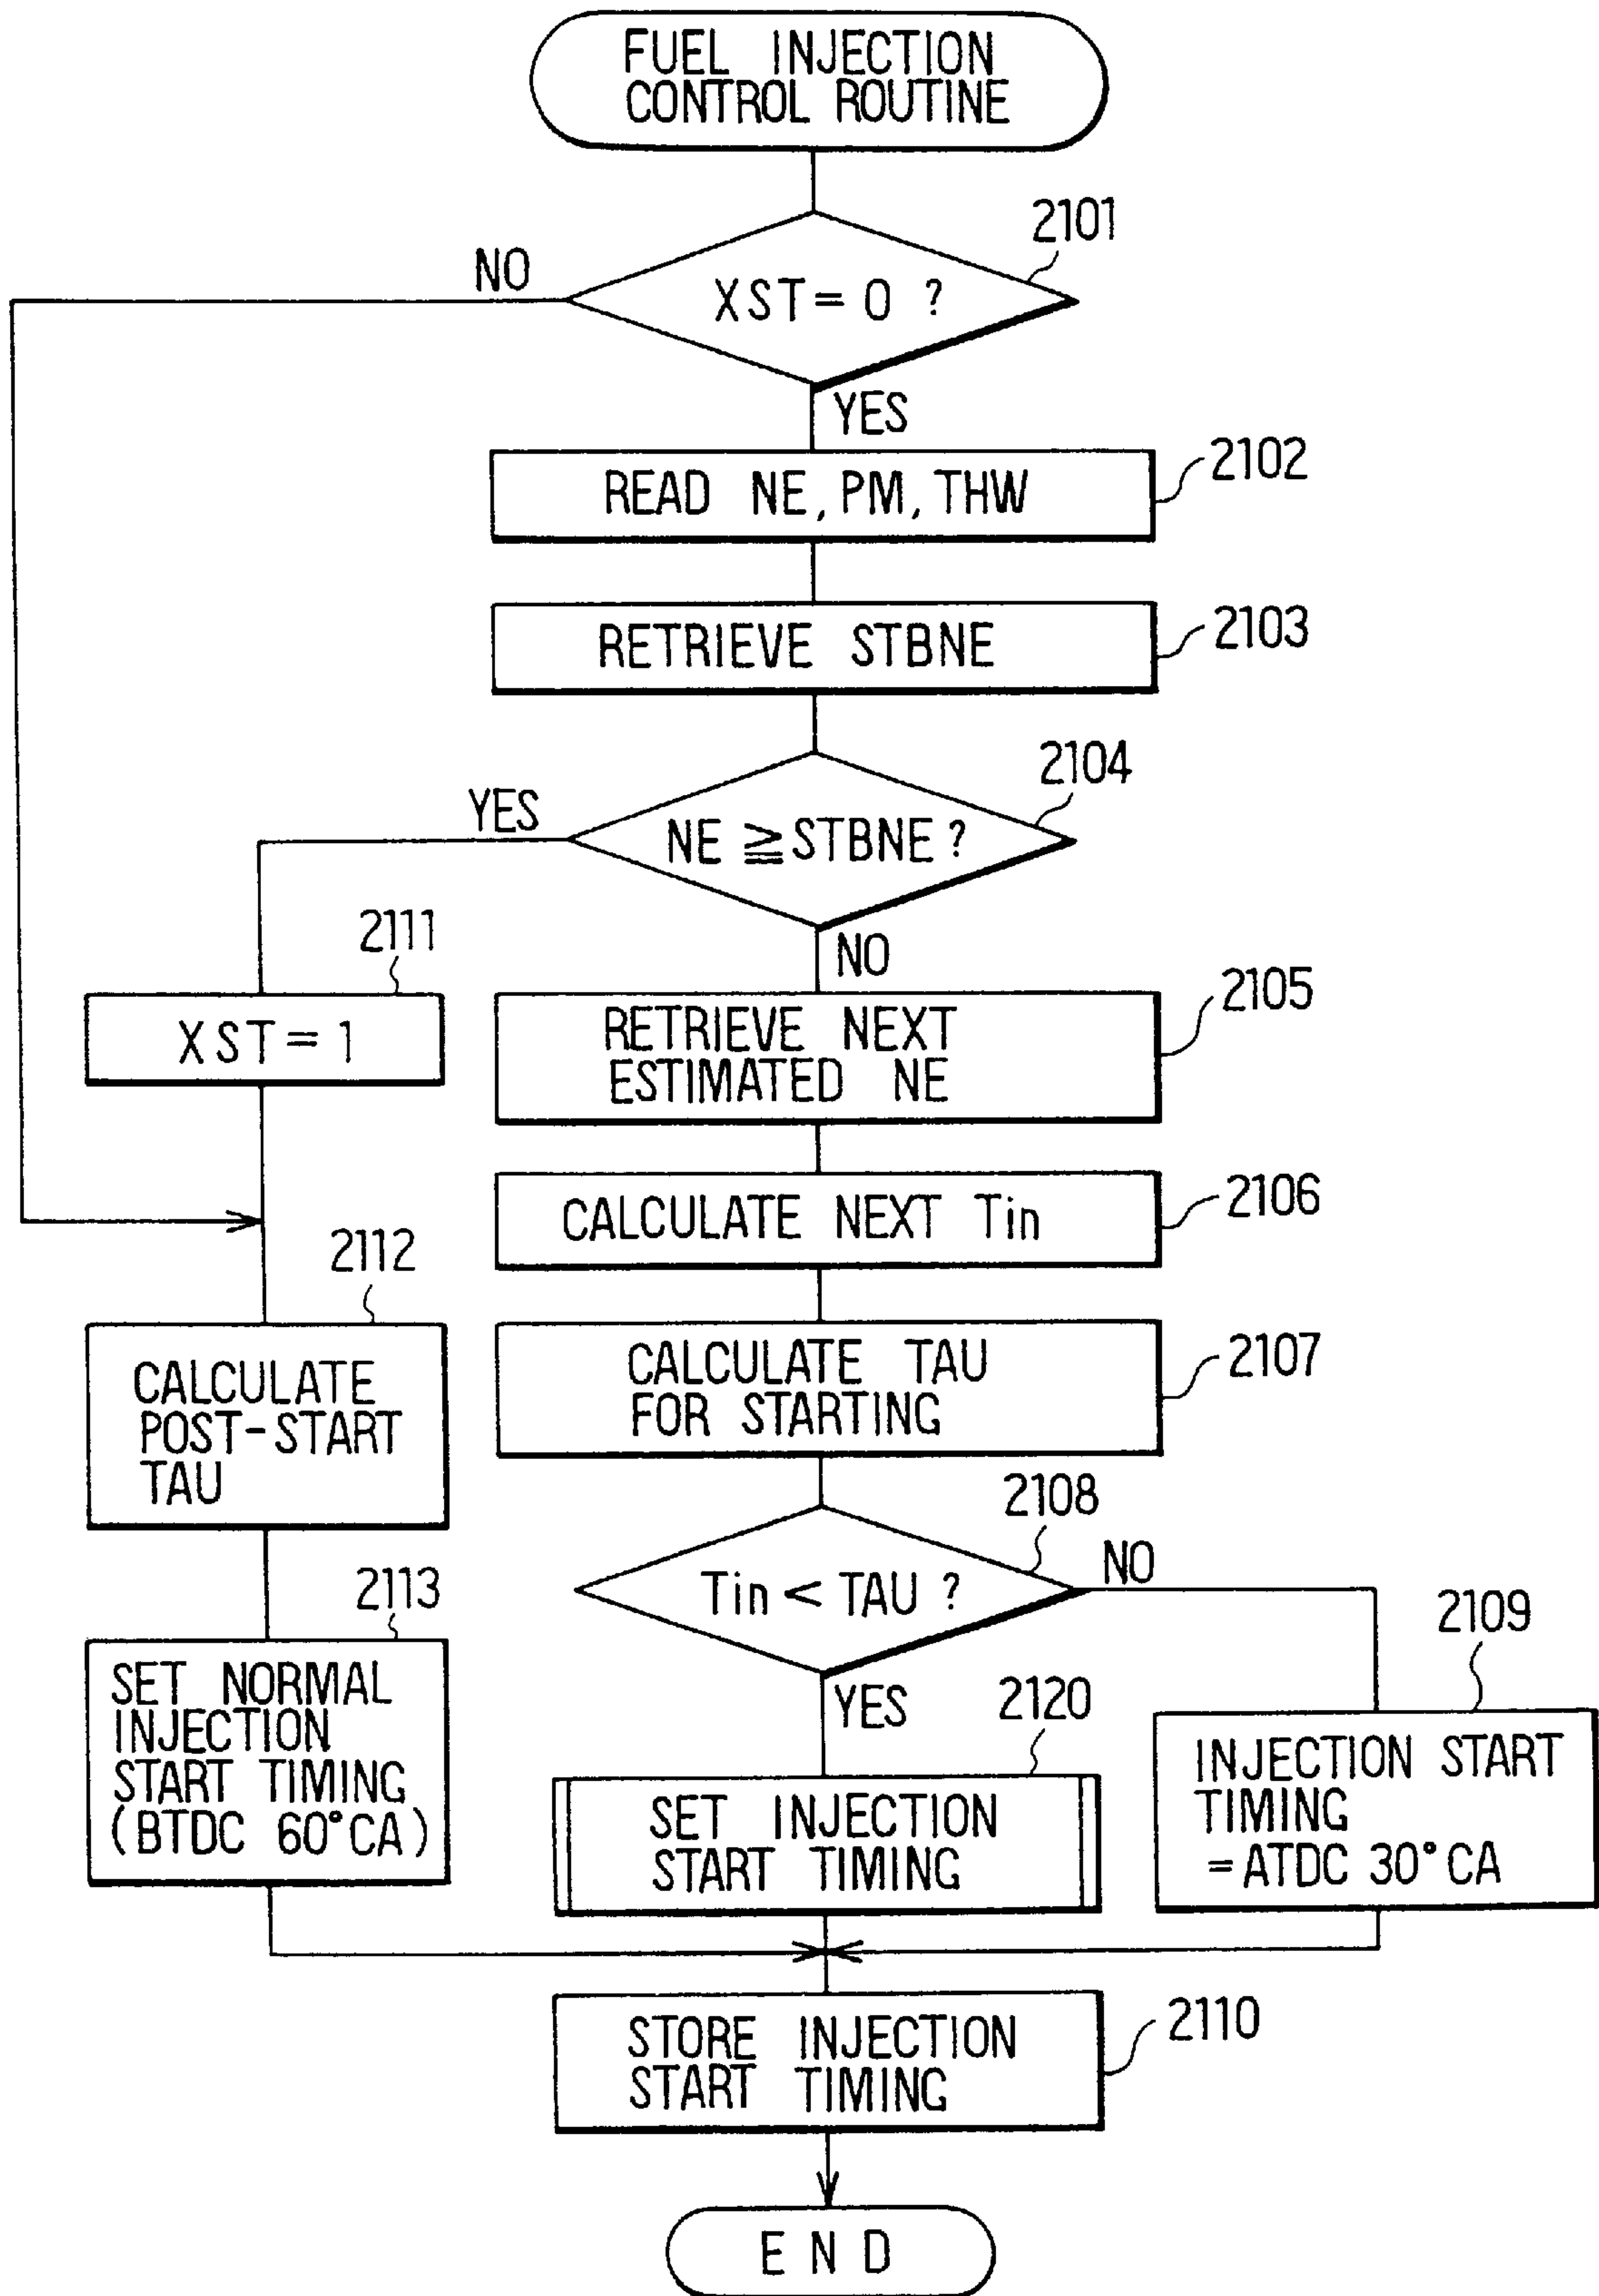 FUEL INJECTION
CONTROL ROUTINE
2101
NO
XST = 0 ?
YES
2102
READ NE, PM, THW
2103
RETRIEVE STBNE
2104
YES
NE ≧ STBNE ?
NO
2111
XST = 1
2105
RETRIEVE NEXT
ESTIMATED NE
2106
CALCULATE NEXT Tin
2112
CALCULATE
POST-START
TAU
2107
CALCULATE TAU
FOR STARTING
2108
Tin < TAU ?
NO
YES
2113
SET NORMAL
INJECTION
START TIMING
(BTDC 60°CA)
2120
SET INJECTION
START TIMING
2109
INJECTION START
TIMING
=ATDC 30°CA
2110
STORE INJECTION
START TIMING
END